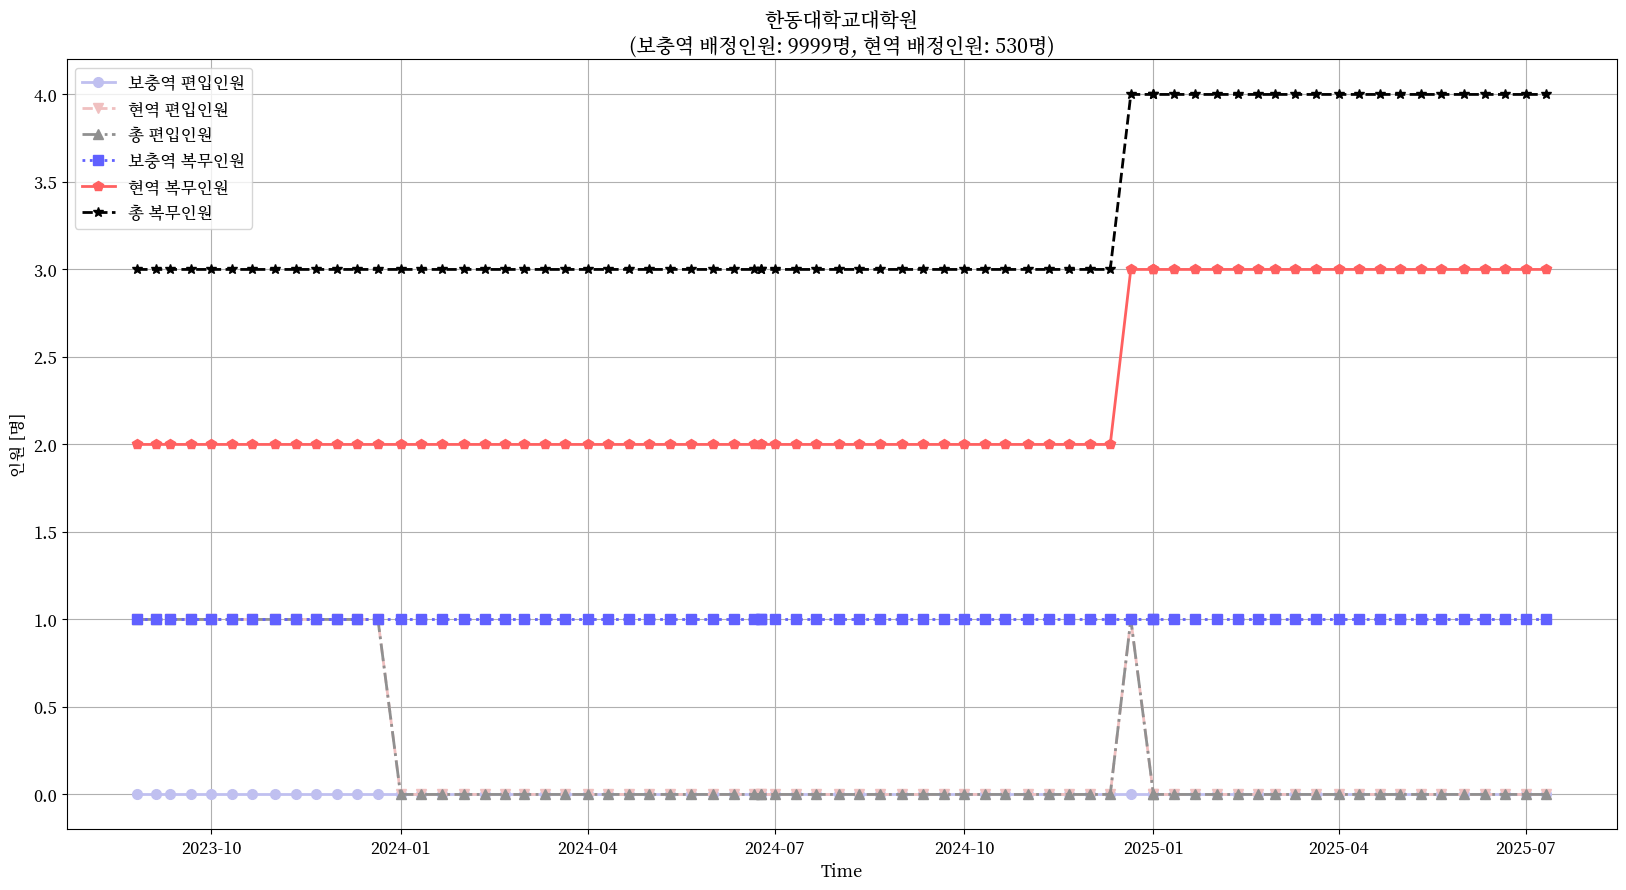 한동대학교대학원
(보충역 배정인원: 9999명, 현역 배정인원: 530명)
보충역 편입인원
현역 편입인원
총 편입인원
보충역 복무인원
현역 복무인원
총 복무인원
인원 [명]
4.0
3.5
3.0
2.5
2.0
1.5
1.0
0.5
0.0
2023-10
2024-01
2024-04
2024-07
2024-10
2025-01
2025-04
2025-07
Time